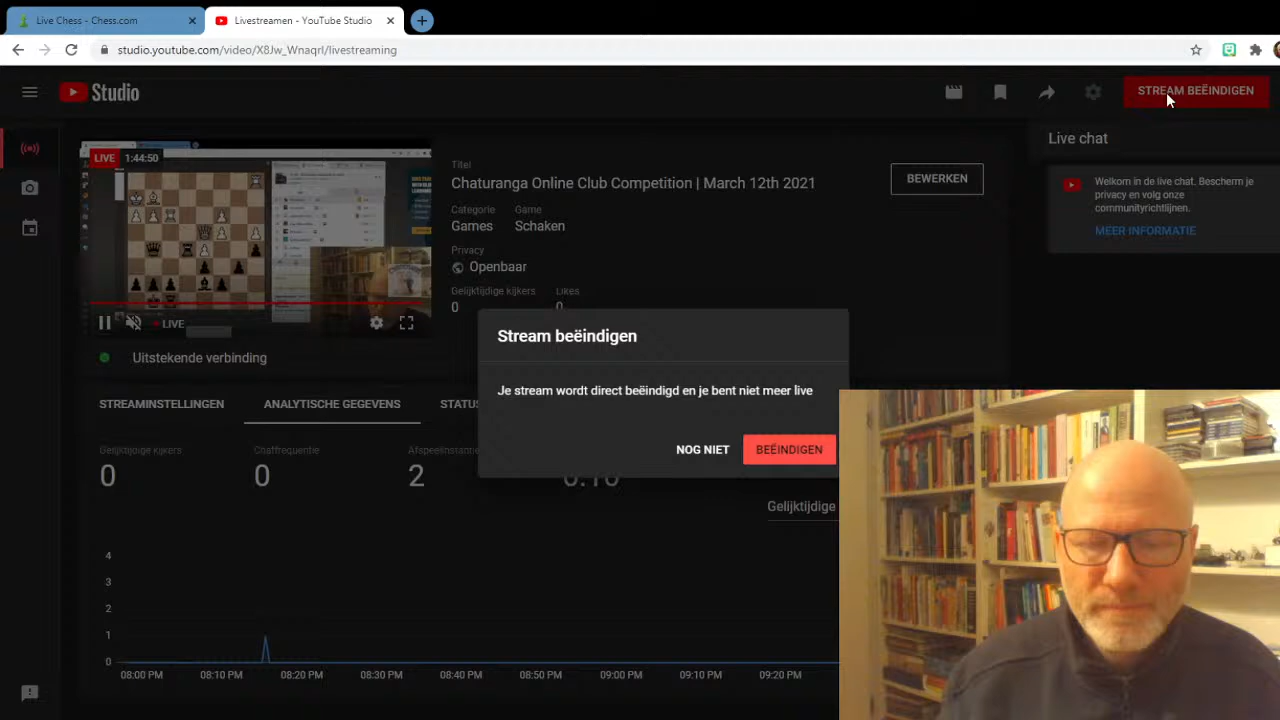 Live Chess - Chess.com
Livestreamen - YouTube Studio
studio.youtube.com/video/X8Jw_Wnaqrl/livestreaming
Studio
STREAM BEËINDIGEN
LIVE 1:44:50
LIVE
Uitstekende verbinding
Titel
Chaturanga Online Club Competition | March 12th 2021
BEWERKEN
Categorie Game
Games Schaken
Privacy
Openbaar
Gelijktijdige kijkers Likes
0 0
Live chat
Welkom in de live chat. Bescherm je
privacy en volg onze
communityrichtlijnen.
MEER INFORMATIE
Stream beëindigen
Je stream wordt direct beëindigd en je bent niet meer live
NOG NIET BEËINDIGEN
STREAMINSTELLINGEN ANALYTISCHE GEGEVENS
Gelijktijdige kijkers Chatfrequentie
0 0 2
Gelijktijdige
4
3
2
1
0
08:00 PM 08:10 PM 08:20 PM 08:30 PM 08:40 PM 08:50 PM 09:00 PM 09:10 PM 09:20 PM